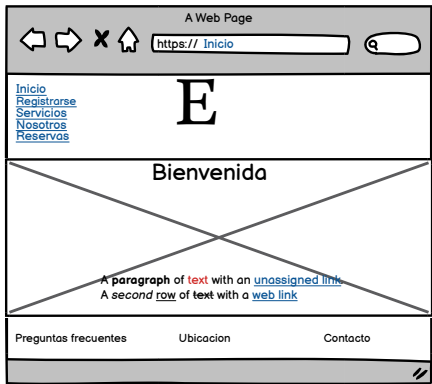 A Web Page
https:// Inicio
Inicio
Registrarse
Servicios
Nosotros
Reservas
E
Bienvenida
A paragraph of text with an unassigned link.
A second row of text with a web link
Preguntas frecuentes Ubicacion Contacto